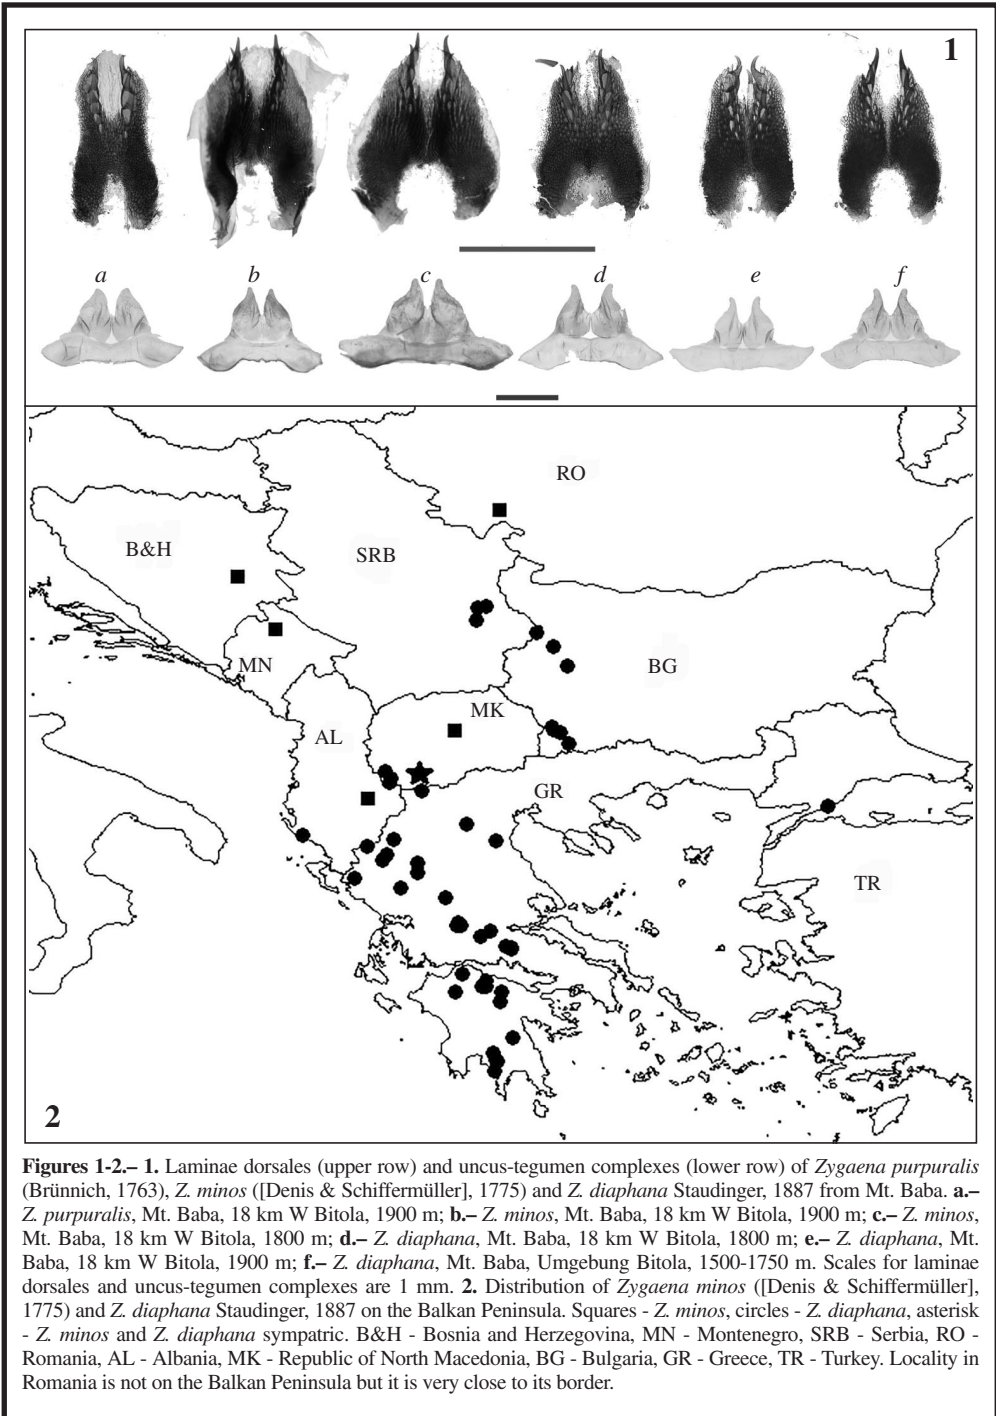 1
a b c d e f
RO
B&H
SRB
MN
BG
MK
AL
GR
TR
2
Figures 1-2.– 1. Laminae dorsales (upper row) and uncus-tegumen complexes (lower row) of Zygaena purpuralis
(Brünnich, 1763), Z. minos ([Denis & Schiffermüller], 1775) and Z. diaphana Staudinger, 1887 from Mt. Baba. a.–
Z. purpuralis, Mt. Baba, 18 km W Bitola, 1900 m; b.– Z. minos, Mt. Baba, 18 km W Bitola, 1900 m; c.– Z. minos,
Mt. Baba, 18 km W Bitola, 1800 m; d.– Z. diaphana, Mt. Baba, 18 km W Bitola, 1800 m; e.– Z. diaphana, Mt.
Baba, 18 km W Bitola, 1900 m; f.– Z. diaphana, Mt. Baba, Umgebung Bitola, 1500-1750 m. Scales for laminae
dorsales and uncus-tegumen complexes are 1 mm. 2. Distribution of Zygaena minos ([Denis & Schiffermüller],
1775) and Z. diaphana Staudinger, 1887 on the Balkan Peninsula. Squares - Z. minos, circles - Z. diaphana, asterisk
- Z. minos and Z. diaphana sympatric. B&H - Bosnia and Herzegovina, MN - Montenegro, SRB - Serbia, RO -
Romania, AL - Albania, MK - Republic of North Macedonia, BG - Bulgaria, GR - Greece, TR - Turkey. Locality in
Romania is not on the Balkan Peninsula but it is very close to its border.